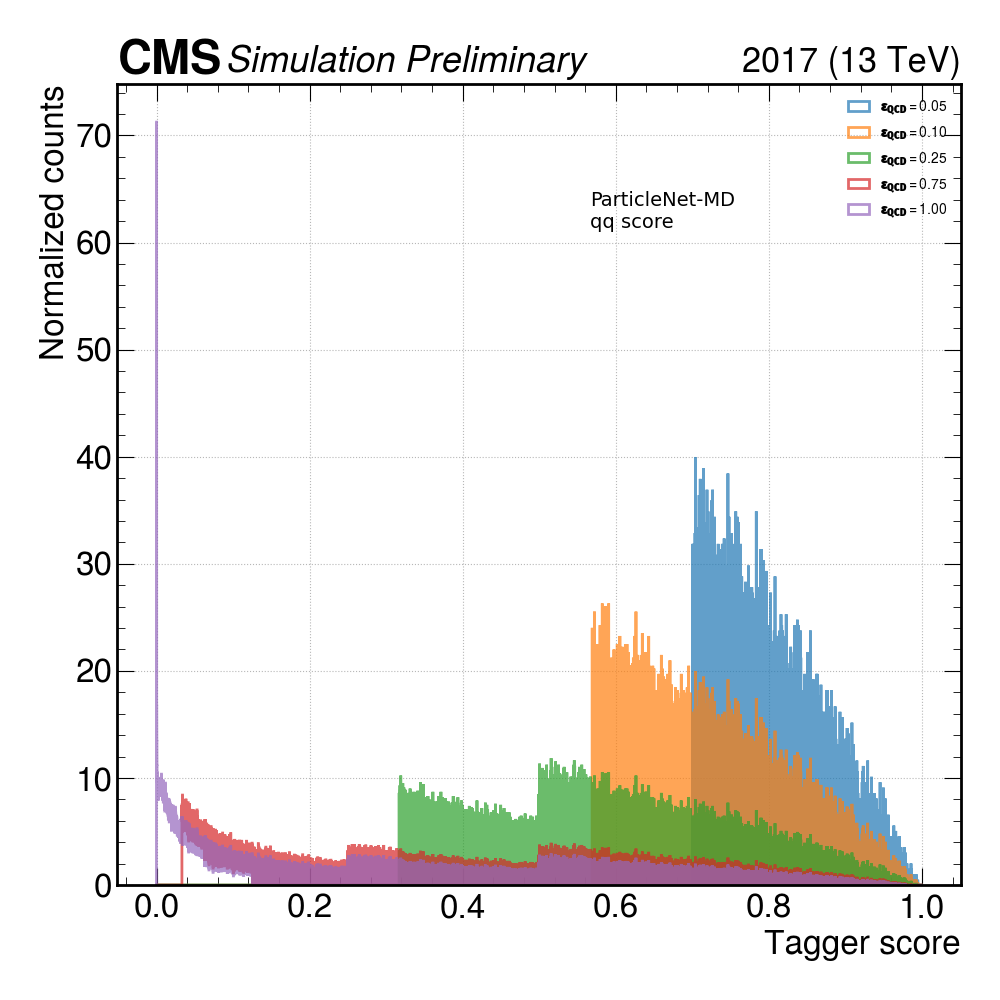 CMS Simulation Preliminary 2017 (13 TeV)
Normalized counts
70
60
50
40
30
20
10
0
ε_QCD = 0.05
ε_QCD = 0.10
ε_QCD = 0.25
ε_QCD = 0.75
ε_QCD = 1.00
ParticleNet-MD
qq score
0.0 0.2 0.4 0.6 0.8 1.0
Tagger score